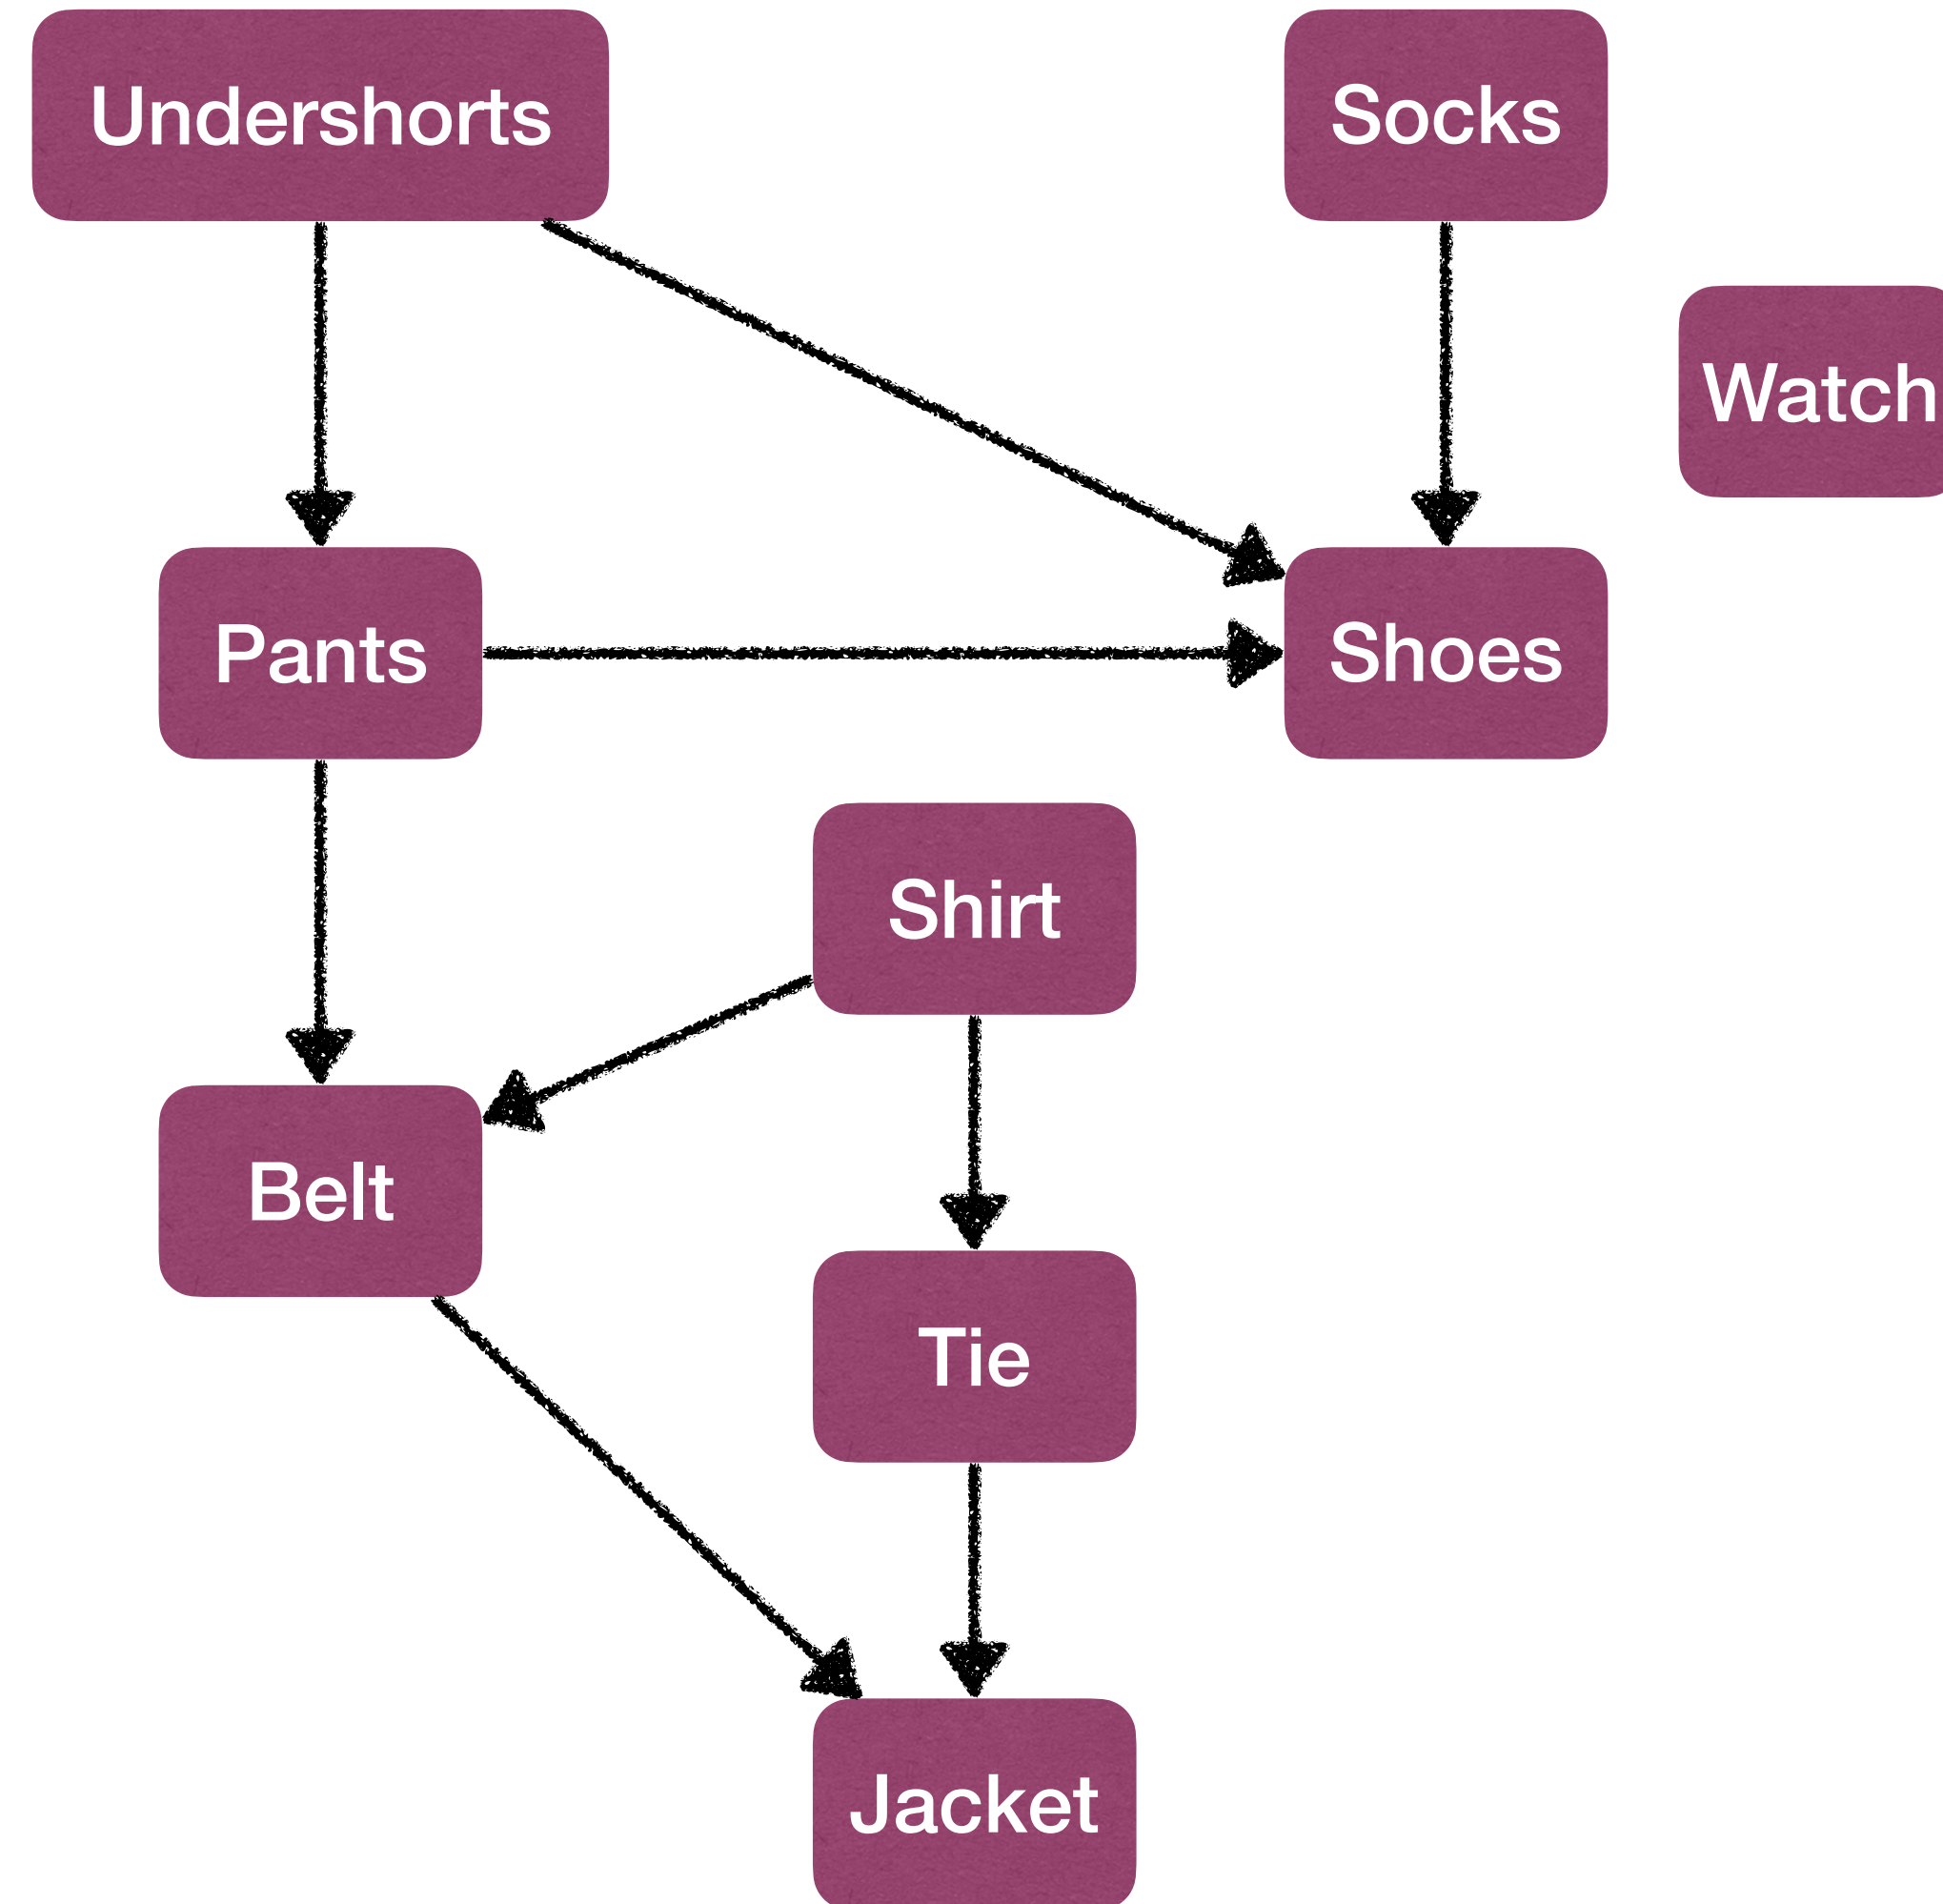 Undershorts
Socks
Watch
Pants
Shoes
Shirt
Belt
Tie
Jacket